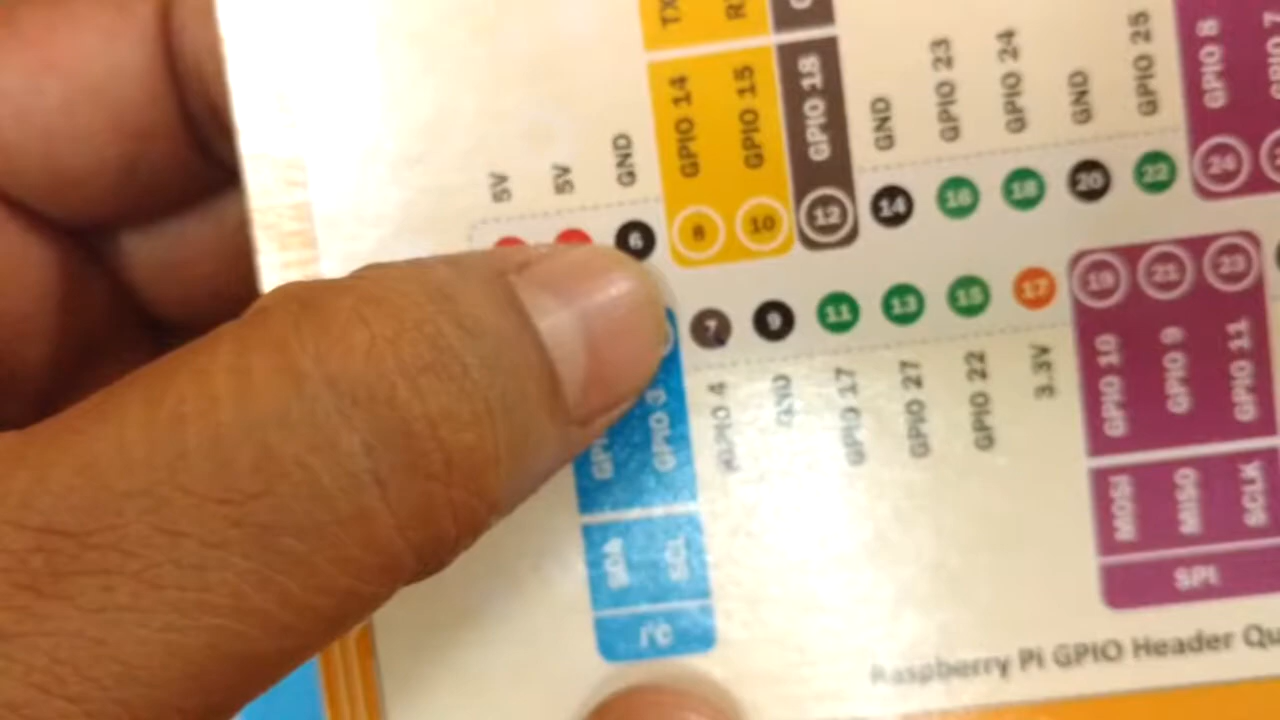 5V
5V
GND
GPIO 14
GPIO 15
GPIO 18
GND
GPIO 23
GPIO 24
GND
GPIO 25
GPIO 8
GPIO 7
6
8
10
12
14
16
18
20
22
24
7
9
11
13
15
17
19
21
23
GPIO 3
GPIO 4
GND
GPIO 17
GPIO 27
GPIO 22
3.3V
GPIO 10
GPIO 9
GPIO 11
SDA
SCL
MOSI
MISO
SCLK
I²C
SPI
Raspberry Pi GPIO Header